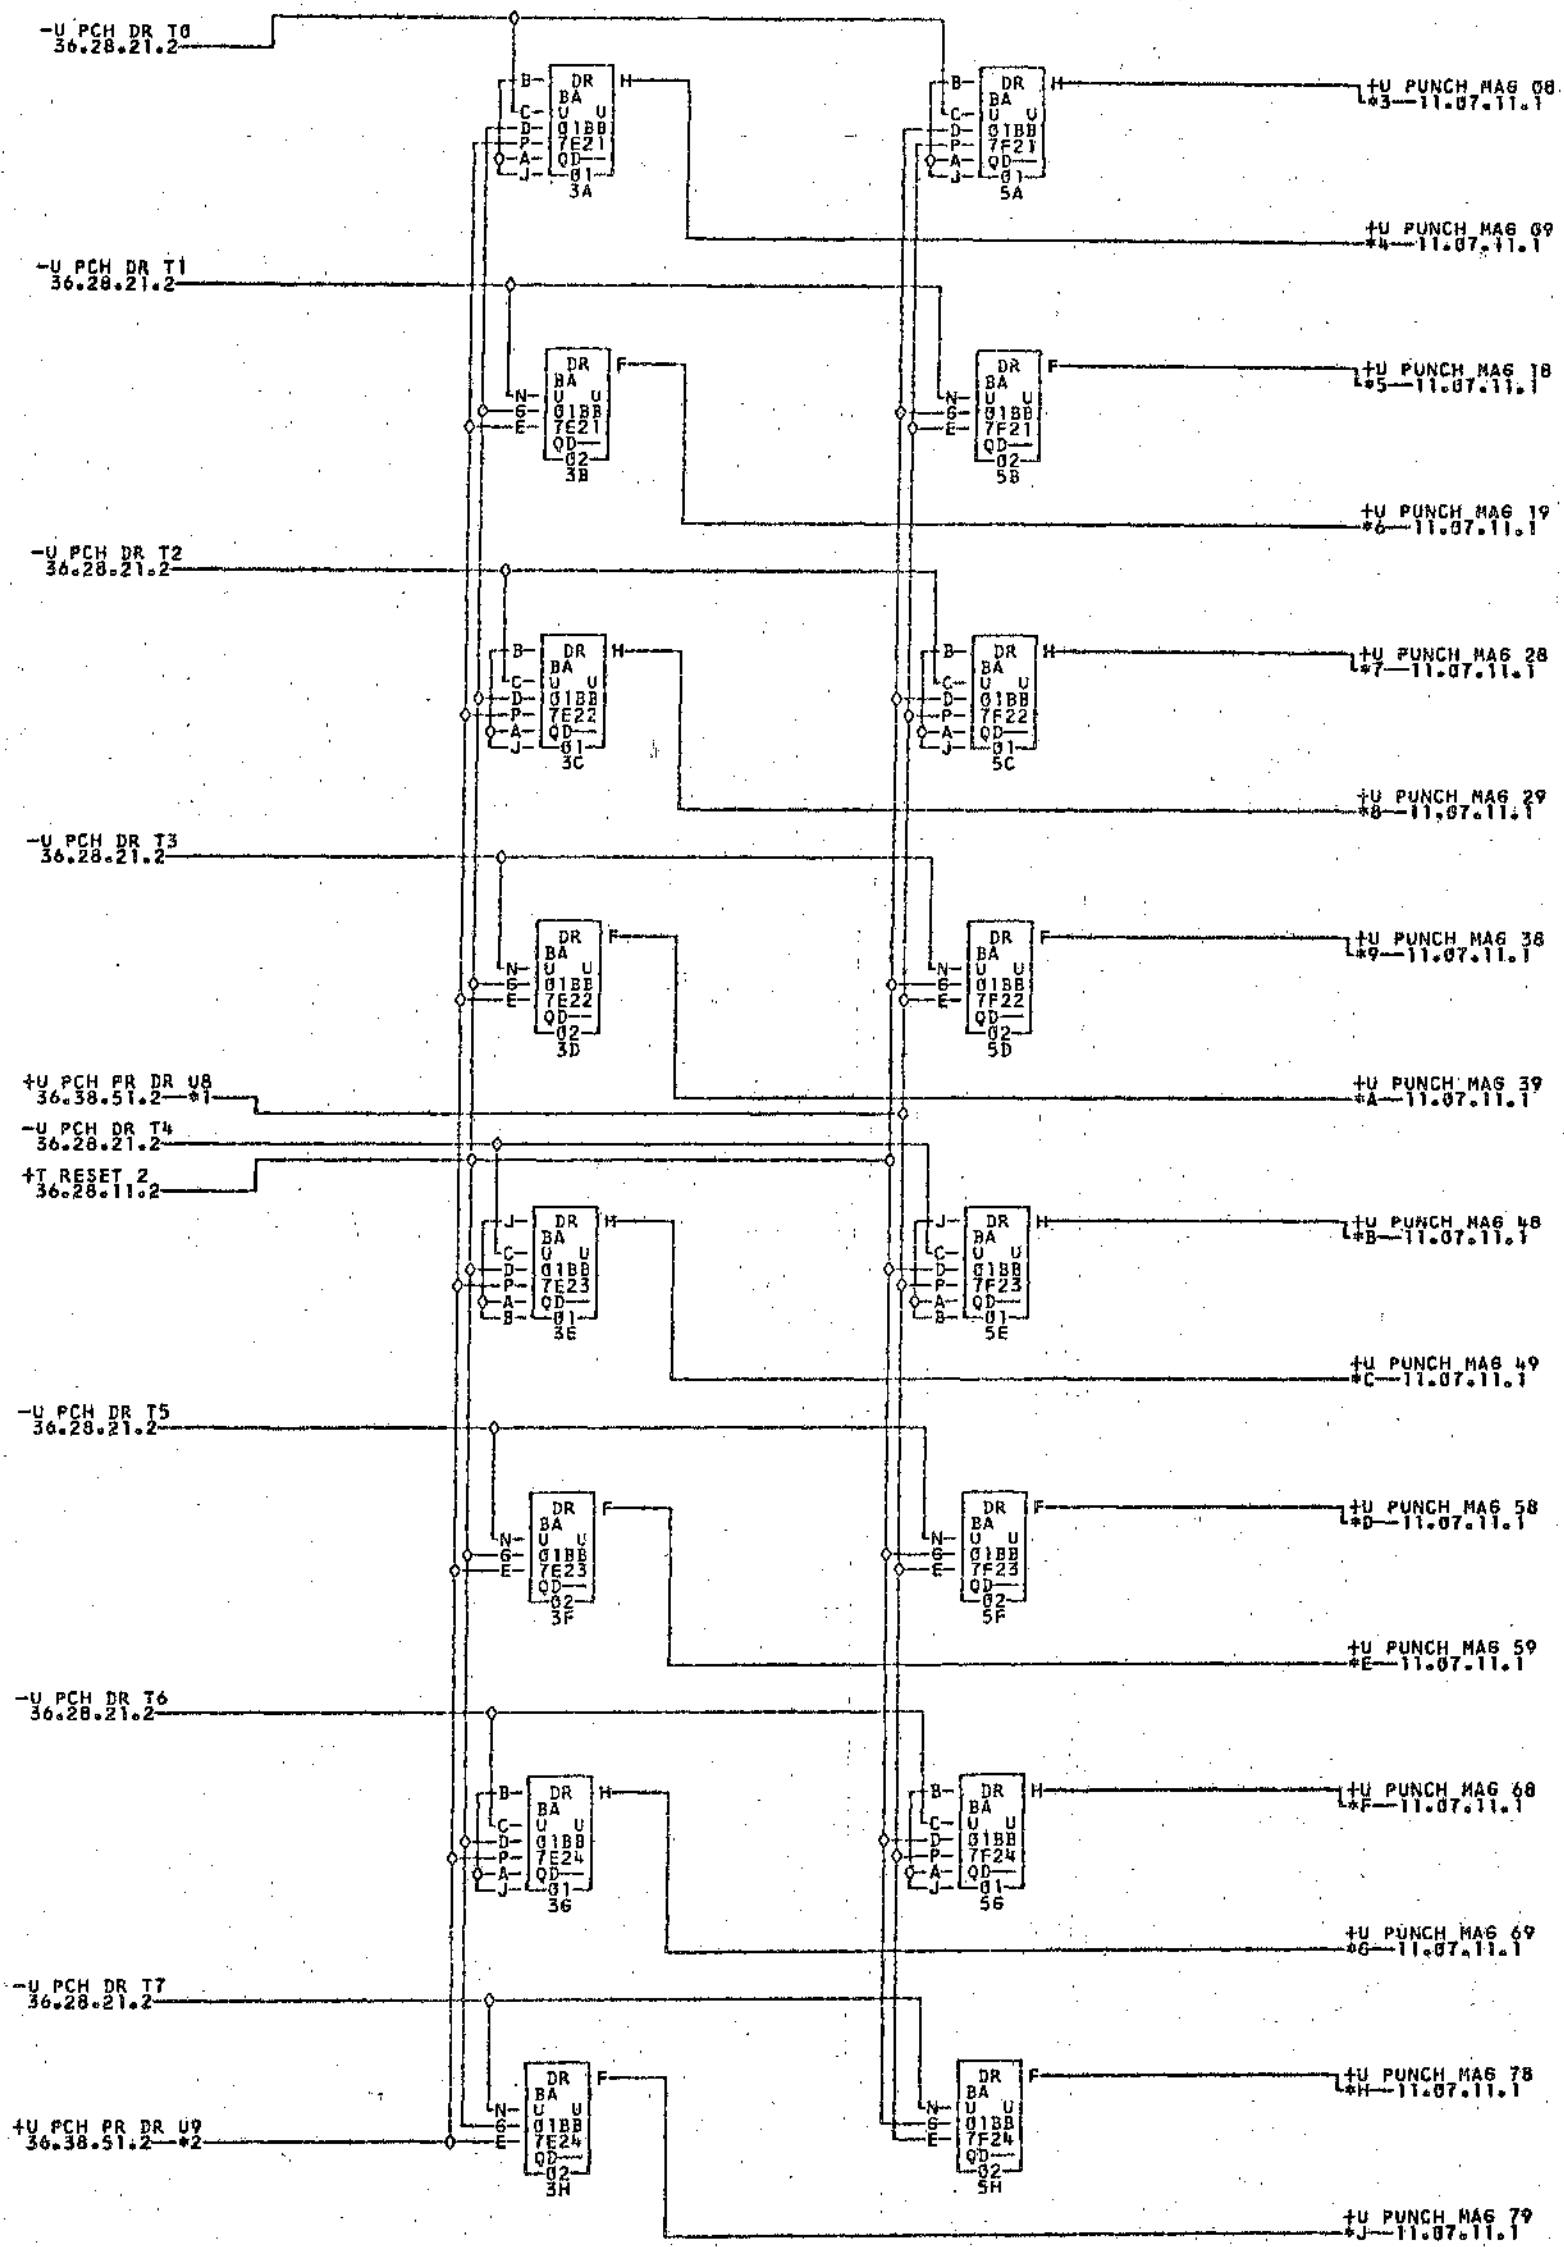 -U PCH DR T0
36.28.21.2
B- DR H
BA
C- U U
D- 01BB
P- 7E21
A- QD
J- 01
3A
B- DR H
BA
C- U U
D- 01BB
P- 7F21
A- QD
J- 01
5A
+U PUNCH MAG 08
*3-11.07.11.1
+U PUNCH MAG 09
*4-11.07.11.1
-U PCH DR T1
36.28.21.2
DR F
BA
N- U U
G- 01BB
E- 7E21
QD
02
3B
DR F
BA
N- U U
G- 01BB
E- 7F21
QD
02
5B
+U PUNCH MAG 18
*5-11.07.11.1
+U PUNCH MAG 19
*6-11.07.11.1
-U PCH DR T2
36.28.21.2
B- DR H
BA
C- U U
D- 01BB
P- 7E22
A- QD
J- 01
3C
B- DR H
BA
C- U U
D- 01BB
P- 7F22
A- QD
J- 01
5C
+U PUNCH MAG 28
*7-11.07.11.1
+U PUNCH MAG 29
*8-11.07.11.1
-U PCH DR T3
36.28.21.2
DR F
BA
N- U U
G- 01BB
E- 7E22
QD
02
3D
DR F
BA
N- U U
G- 01BB
E- 7F22
QD
02
5D
+U PUNCH MAG 38
*9-11.07.11.1
+U PUNCH MAG 39
*A-11.07.11.1
+U PCH PR DR U8
36.38.51.2-*1
-U PCH DR T4
36.28.21.2
+T RESET 2
36.28.11.2
J- DR H
BA
C- U U
D- 01BB
P- 7E23
A- QD
B- 01
3E
J- DR H
BA
C- U U
D- 01BB
P- 7F23
A- QD
B- 01
5E
+U PUNCH MAG 48
*B-11.07.11.1
+U PUNCH MAG 49
*C-11.07.11.1
-U PCH DR T5
36.28.21.2
DR F
BA
N- U U
G- 01BB
E- 7E23
QD
02
3F
DR F
BA
N- U U
G- 01BB
E- 7F23
QD
02
5F
+U PUNCH MAG 58
*D-11.07.11.1
+U PUNCH MAG 59
*E-11.07.11.1
-U PCH DR T6
36.28.21.2
B- DR H
BA
C- U U
D- 01BB
P- 7E24
A- QD
J- 01
3G
B- DR H
BA
C- U U
D- 01BB
P- 7F24
A- QD
J- 01
5G
+U PUNCH MAG 68
*F-11.07.11.1
+U PUNCH MAG 69
*G-11.07.11.1
-U PCH DR T7
36.28.21.2
DR F
BA
N- U U
G- 01BB
E- 7E24
QD
02
3H
DR F
BA
N- U U
G- 01BB
E- 7F24
QD
02
5H
+U PUNCH MAG 78
*H-11.07.11.1
+U PCH PR DR U9
36.38.51.2-*2
+U PUNCH MAG 79
*J-11.07.11.1